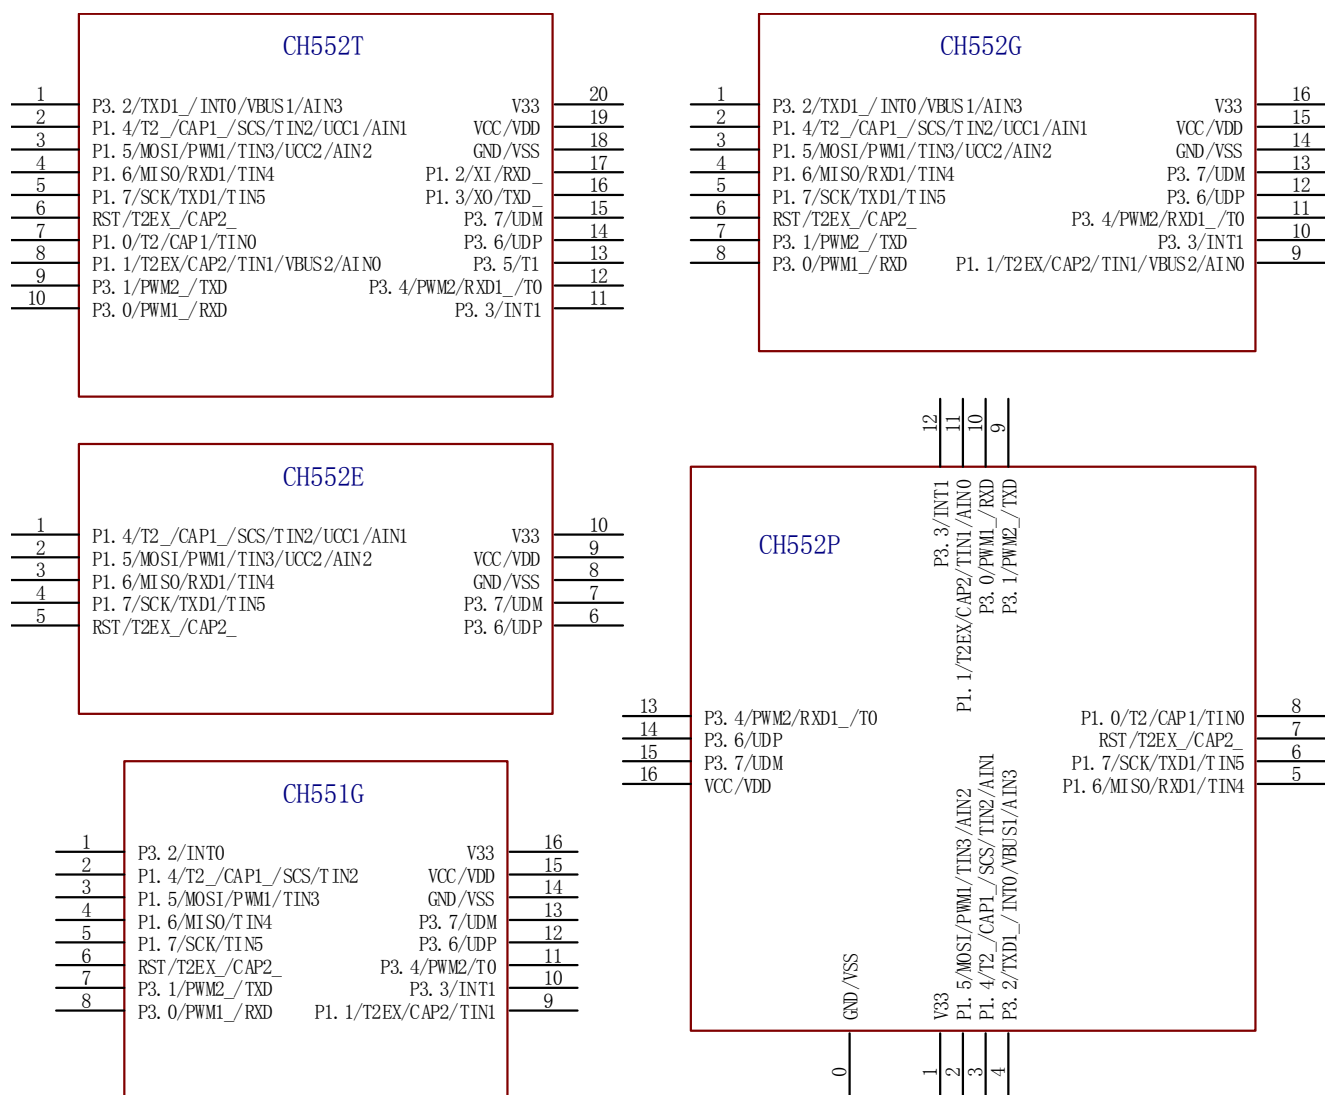 CH552T
1 P3.2/TXD1_/INT0/VBUS1/AIN3 V33 20
2 P1.4/T2_/CAP1_/SCS/TIN2/UCC1/AIN1 VCC/VDD 19
3 P1.5/MOSI/PWM1/TIN3/UCC2/AIN2 GND/VSS 18
4 P1.6/MISO/RXD1/TIN4 P1.2/XI/RXD_ 17
5 P1.7/SCK/TXD1/TIN5 P1.3/XO/TXD_ 16
6 RST/T2EX_/CAP2_ P3.7/UDM 15
7 P1.0/T2/CAP1/TIN0 P3.6/UDP 14
8 P1.1/T2EX/CAP2/TIN1/VBUS2/AIN0 P3.5/T1 13
9 P3.1/PWM2_/TXD P3.4/PWM2/RXD1_/T0 12
10 P3.0/PWM1_/RXD P3.3/INT1 11
CH552G
1 P3.2/TXD1_/INT0/VBUS1/AIN3 V33 16
2 P1.4/T2_/CAP1_/SCS/TIN2/UCC1/AIN1 VCC/VDD 15
3 P1.5/MOSI/PWM1/TIN3/UCC2/AIN2 GND/VSS 14
4 P1.6/MISO/RXD1/TIN4 P3.7/UDM 13
5 P1.7/SCK/TXD1/TIN5 P3.6/UDP 12
6 RST/T2EX_/CAP2_ P3.4/PWM2/RXD1_/T0 11
7 P3.1/PWM2_/TXD P3.3/INT1 10
8 P3.0/PWM1_/RXD P1.1/T2EX/CAP2/TIN1/VBUS2/AIN0 9
CH552E
1 P1.4/T2_/CAP1_/SCS/TIN2/UCC1/AIN1 V33 10
2 P1.5/MOSI/PWM1/TIN3/UCC2/AIN2 VCC/VDD 9
3 P1.6/MISO/RXD1/TIN4 GND/VSS 8
4 P1.7/SCK/TXD1/TIN5 P3.7/UDM 7
5 RST/T2EX_/CAP2_ P3.6/UDP 6
CH552P
12 P3.3/INT1
11 P1.1/T2EX/CAP2/TIN1/AIN0
10 P3.0/PWM1_/RXD
9 P3.1/PWM2_/TXD
13 P3.4/PWM2/RXD1_/T0 P1.0/T2/CAP1/TIN0 8
14 P3.6/UDP RST/T2EX_/CAP2_ 7
15 P3.7/UDM P1.7/SCK/TXD1/TIN5 6
16 VCC/VDD P1.6/MISO/RXD1/TIN4 5
0 GND/VSS
1 V33
2 P1.5/MOSI/PWM1/TIN3/AIN2
3 P1.4/T2_/CAP1_/SCS/TIN2/AIN1
4 P3.2/TXD1_/INT0/VBUS1/AIN3
CH551G
1 P3.2/INT0 V33 16
2 P1.4/T2_/CAP1_/SCS/TIN2 VCC/VDD 15
3 P1.5/MOSI/PWM1/TIN3 GND/VSS 14
4 P1.6/MISO/TIN4 P3.7/UDM 13
5 P1.7/SCK/TIN5 P3.6/UDP 12
6 RST/T2EX_/CAP2_ P3.4/PWM2/T0 11
7 P3.1/PWM2_/TXD P3.3/INT1 10
8 P3.0/PWM1_/RXD P1.1/T2EX/CAP2/TIN1 9